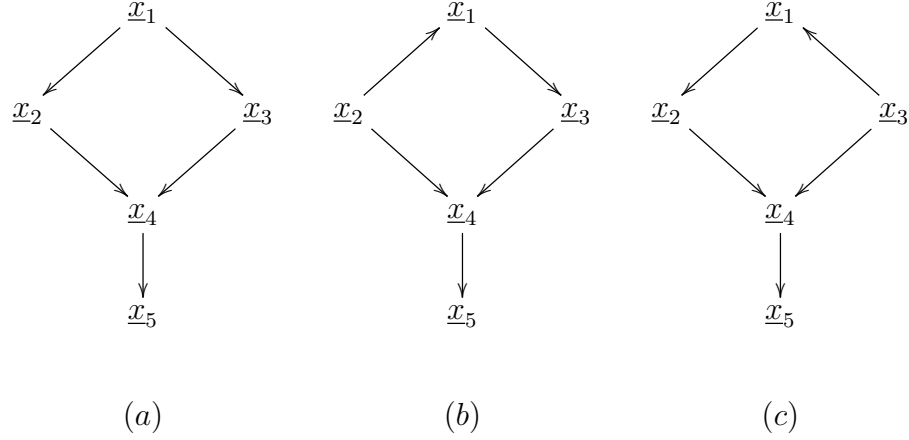 x₁ x₁ x₁
x₂ x₃ x₂ x₃ x₂ x₃
x₄ x₄ x₄
x₅ x₅ x₅
(a) (b) (c)